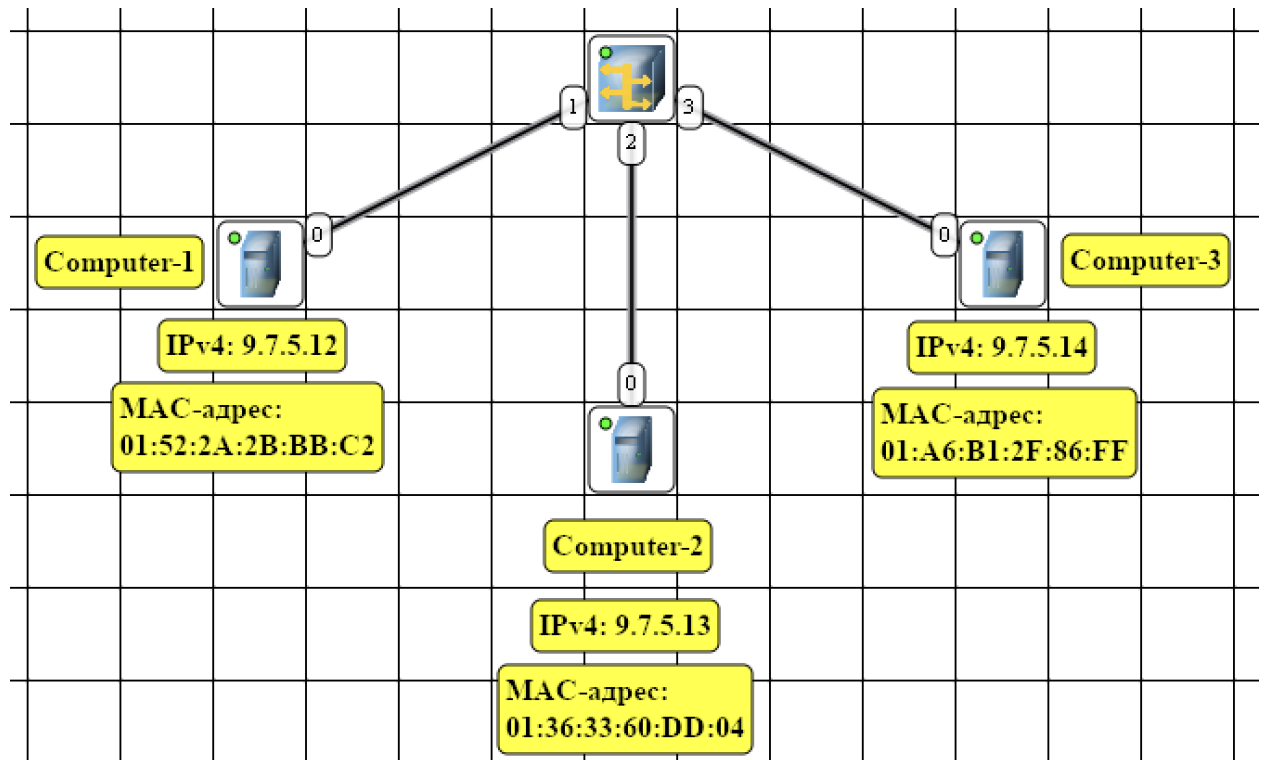 1
3
2
0
0
Computer-1
Computer-3
IPv4: 9.7.5.12
IPv4: 9.7.5.14
0
MAC-адрес:
01:52:2A:2B:BB:C2
MAC-адрес:
01:A6:B1:2F:86:FF
Computer-2
IPv4: 9.7.5.13
MAC-адрес:
01:36:33:60:DD:04